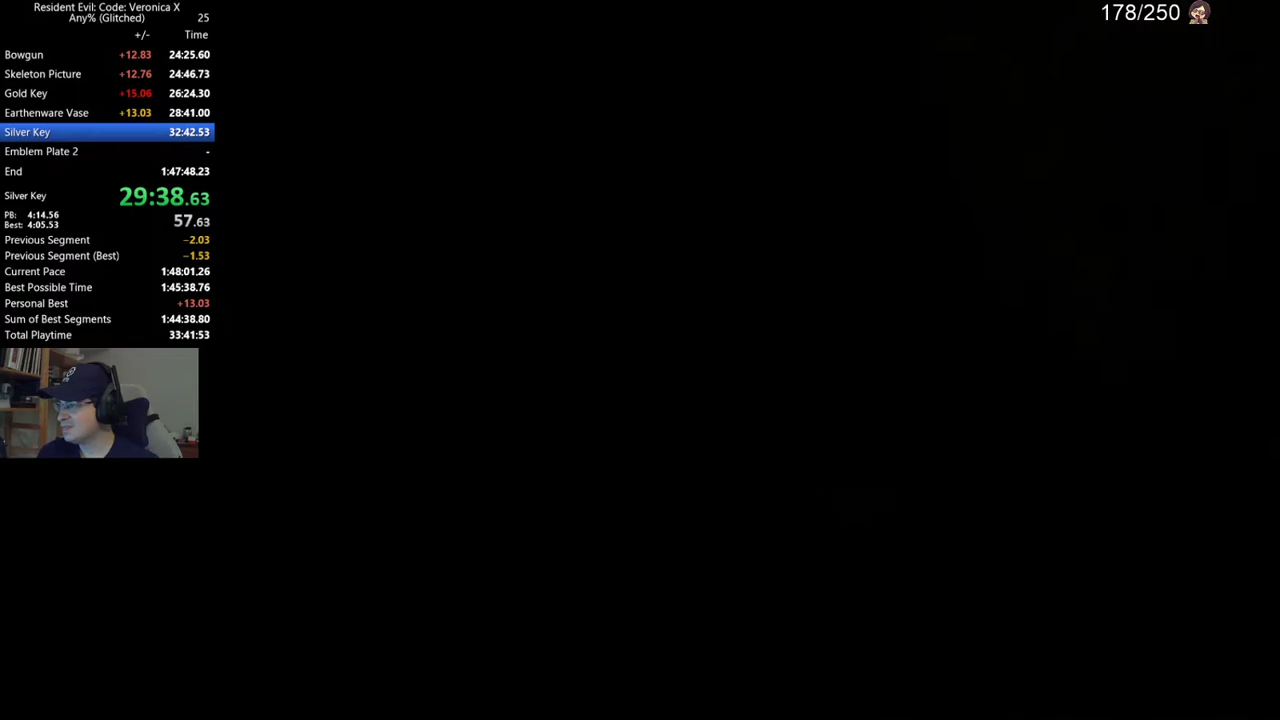 Resident Evil: Code: Veronica X
Any% (Glitched) 25
+/- Time
Bowgun +12.83 24:25.60
Skeleton Picture +12.76 24:46.73
Gold Key +15.06 26:24.30
Earthenware Vase +13.03 28:41.00
Silver Key 32:42.53
Emblem Plate 2 -
End 1:47:48.23
Silver Key 29:38.63
PB: 4:14.56
Best: 4:05.53 57.63
Previous Segment −2.03
Previous Segment (Best) −1.53
Current Pace 1:48:01.26
Best Possible Time 1:45:38.76
Personal Best +13.03
Sum of Best Segments 1:44:38.80
Total Playtime 33:41:53
178/250